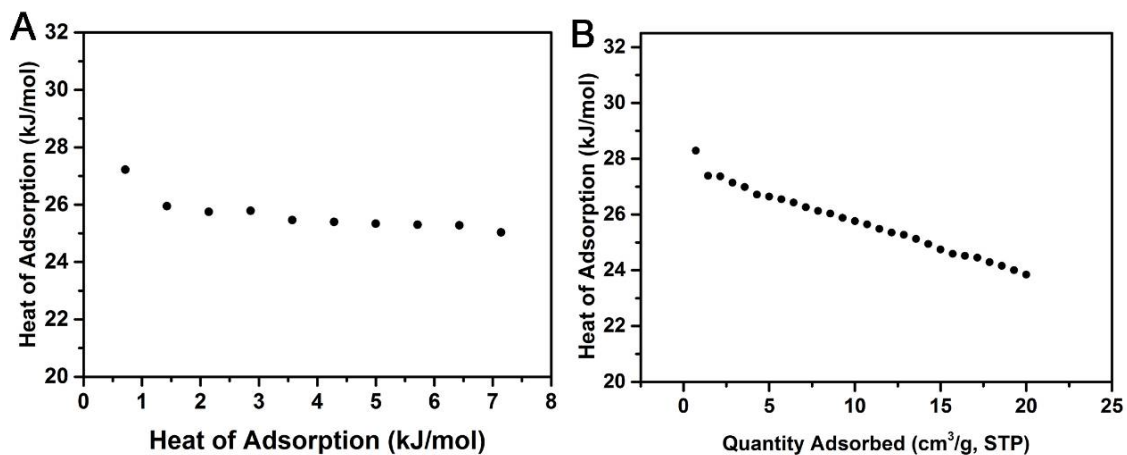 A
Heat of Adsorption (kJ/mol)
32
30
28
26
24
22
20
0 1 2 3 4 5 6 7 8
Heat of Adsorption (kJ/mol)
B
Heat of Adsorption (kJ/mol)
32
30
28
26
24
22
20
0 5 10 15 20 25
Quantity Adsorbed (cm³/g, STP)